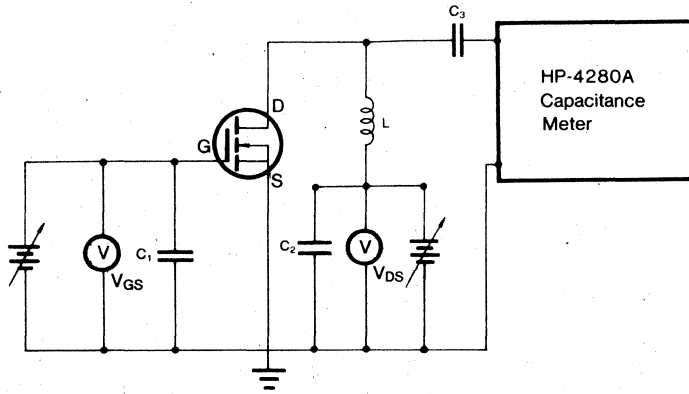 C3
HP-4280A
Capacitance
Meter
D
G
S
L
V
VGS
C1
C2
V
VDS